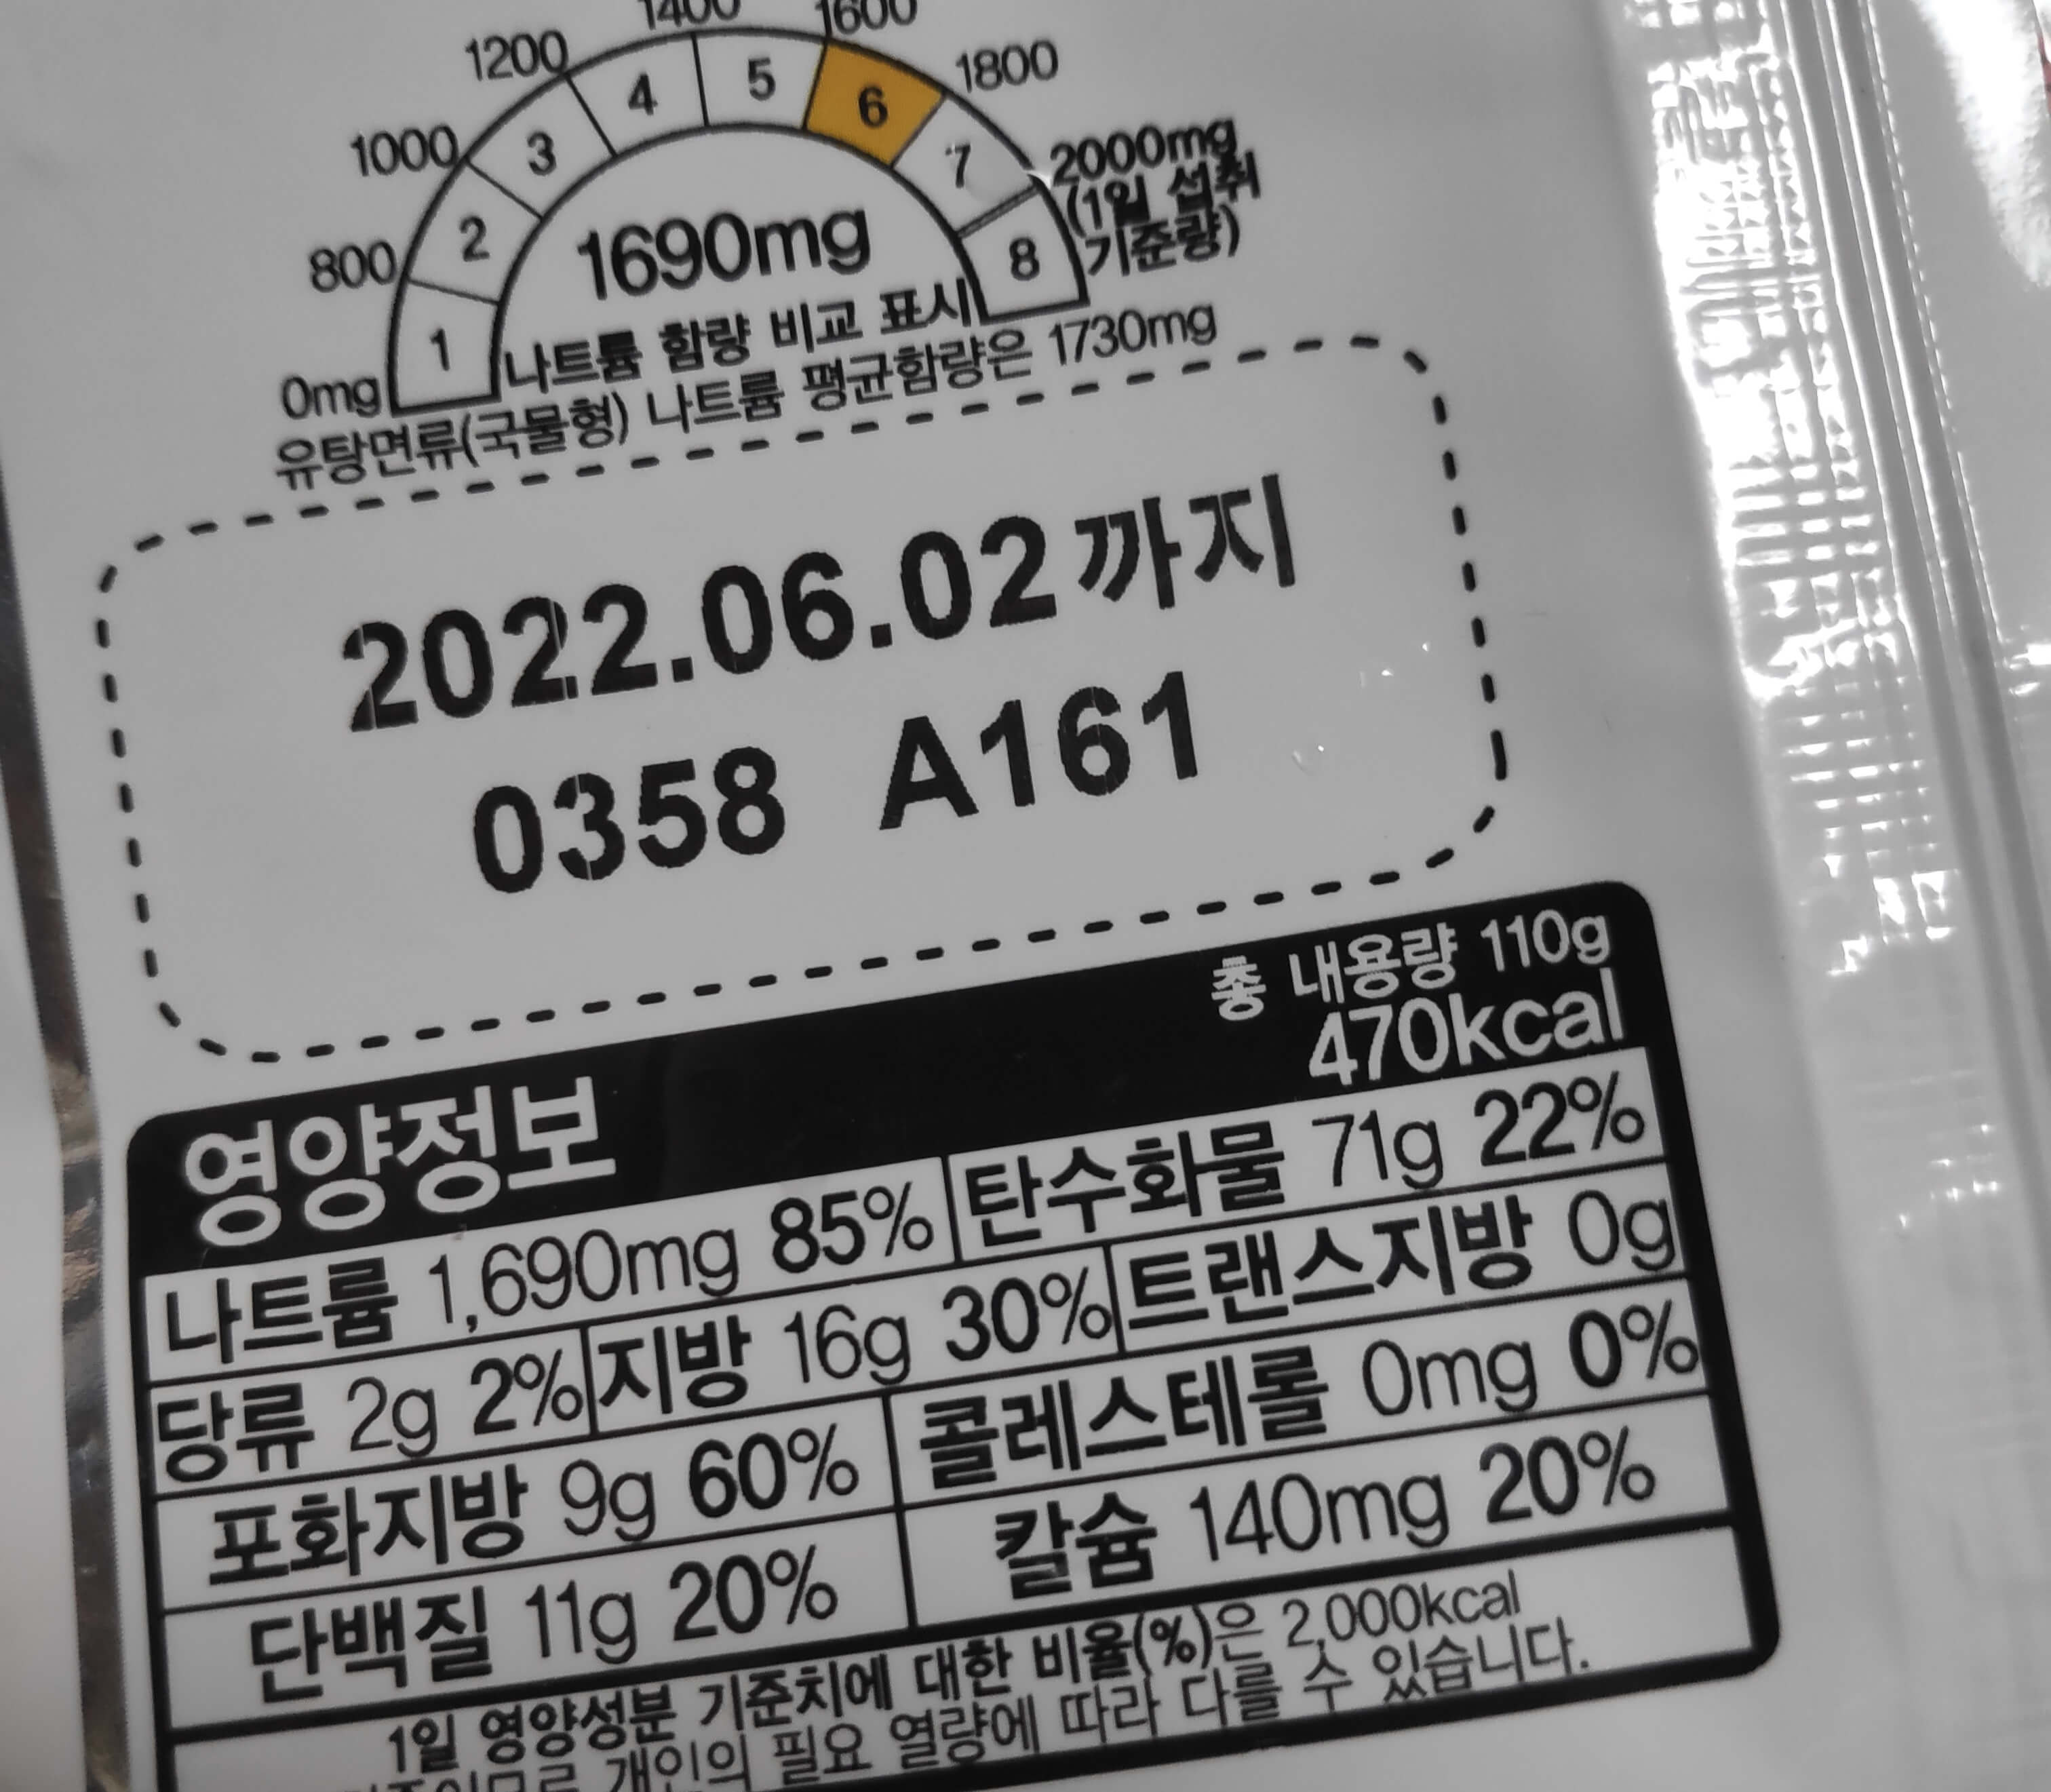 1400 1600
1200 1800
1000 2000mg
800 (1일 섭취
기준량)
0mg
1 2 3 4 5 6 7 8
1690mg
나트륨 함량 비교 표시
유탕면류(국물형) 나트륨 평균함량은 1730mg
2022.06.02까지
0358 A161
총 내용량 110g
영양정보 470kcal
나트륨 1,690mg 85% 탄수화물 71g 22%
당류 2g 2% 지방 16g 30% 트랜스지방 0g
포화지방 9g 60% 콜레스테롤 0mg 0%
단백질 11g 20% 칼슘 140mg 20%
1일 영양성분 기준치에 대한 비율(%)은 2,000kcal
개인의 필요 열량에 따라 다를 수 있습니다.